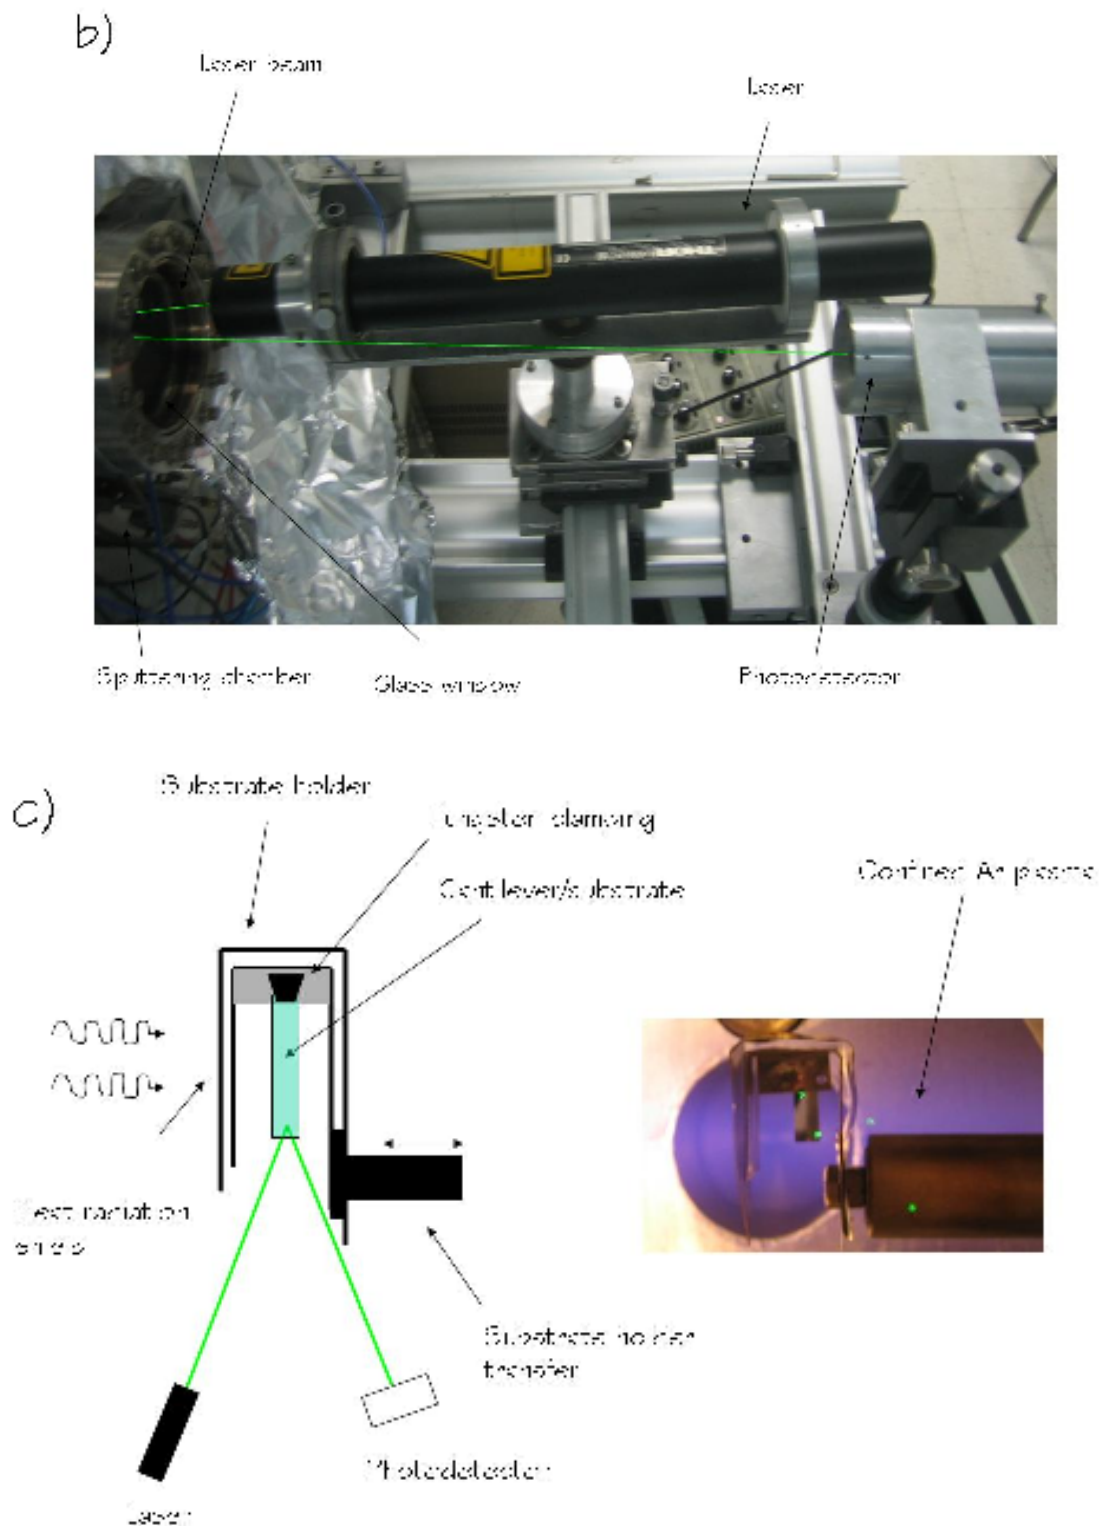 b)
Laser beam
Laser
Sputtering chamber
Glass window
Photodetector
c)
Substrate holder
Tungsten clamping
Cantilever/substrate
Confined Ar plasma
Heat radiation
shield
Substrate holder
transfer
Photodetector
Laser